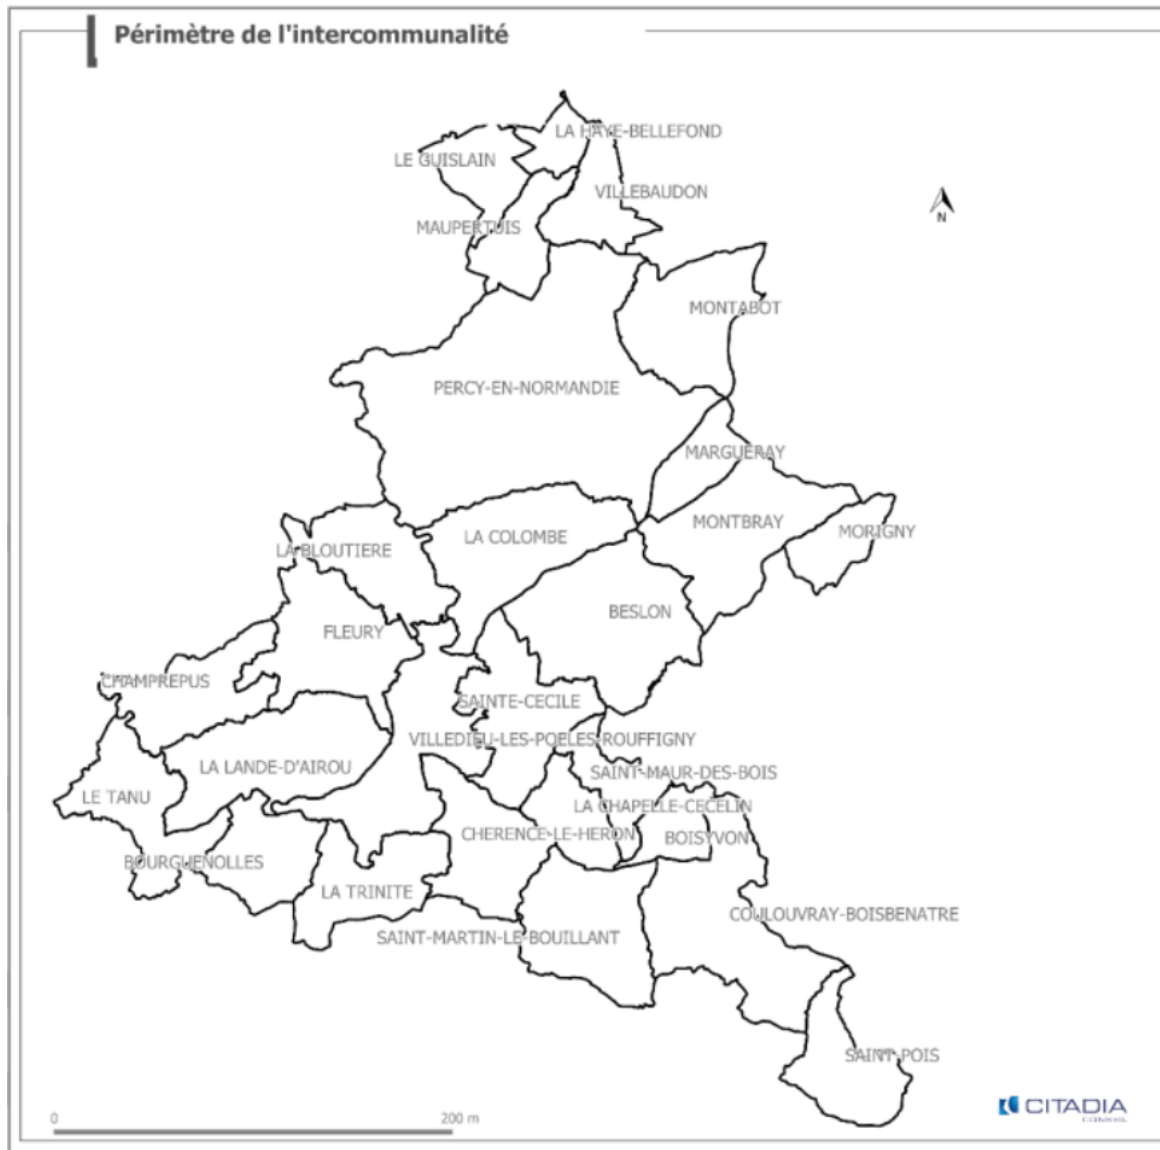 Périmètre de l'intercommunalité
LA HAYE-BELLEFOND
LE GUISLAIN
VILLEBAUDON
MAUPERTUIS
N
MONTABOT
PERCY-EN-NORMANDIE
MARGUERAY
MONTBRAY
MORIGNY
LA COLOMBE
LA BLOUTIERE
BESLON
FLEURY
CHAMPREPUS
SAINTE-CECILE
VILLEDIEU-LES-POELES-ROUFFIGNY
LA LANDE-D'AIROU
SAINT-MAUR-DES-BOIS
LE TANU
LA CHAPELLE-CECELIN
CHERENCE-LE-HERON
BOISYVON
BOURGUENOLLES
LA TRINITE
COULOUVRAY-BOISBENATRE
SAINT-MARTIN-LE-BOUILLANT
SAINT-POIS
CITADIA
CONSEIL
0
200 m